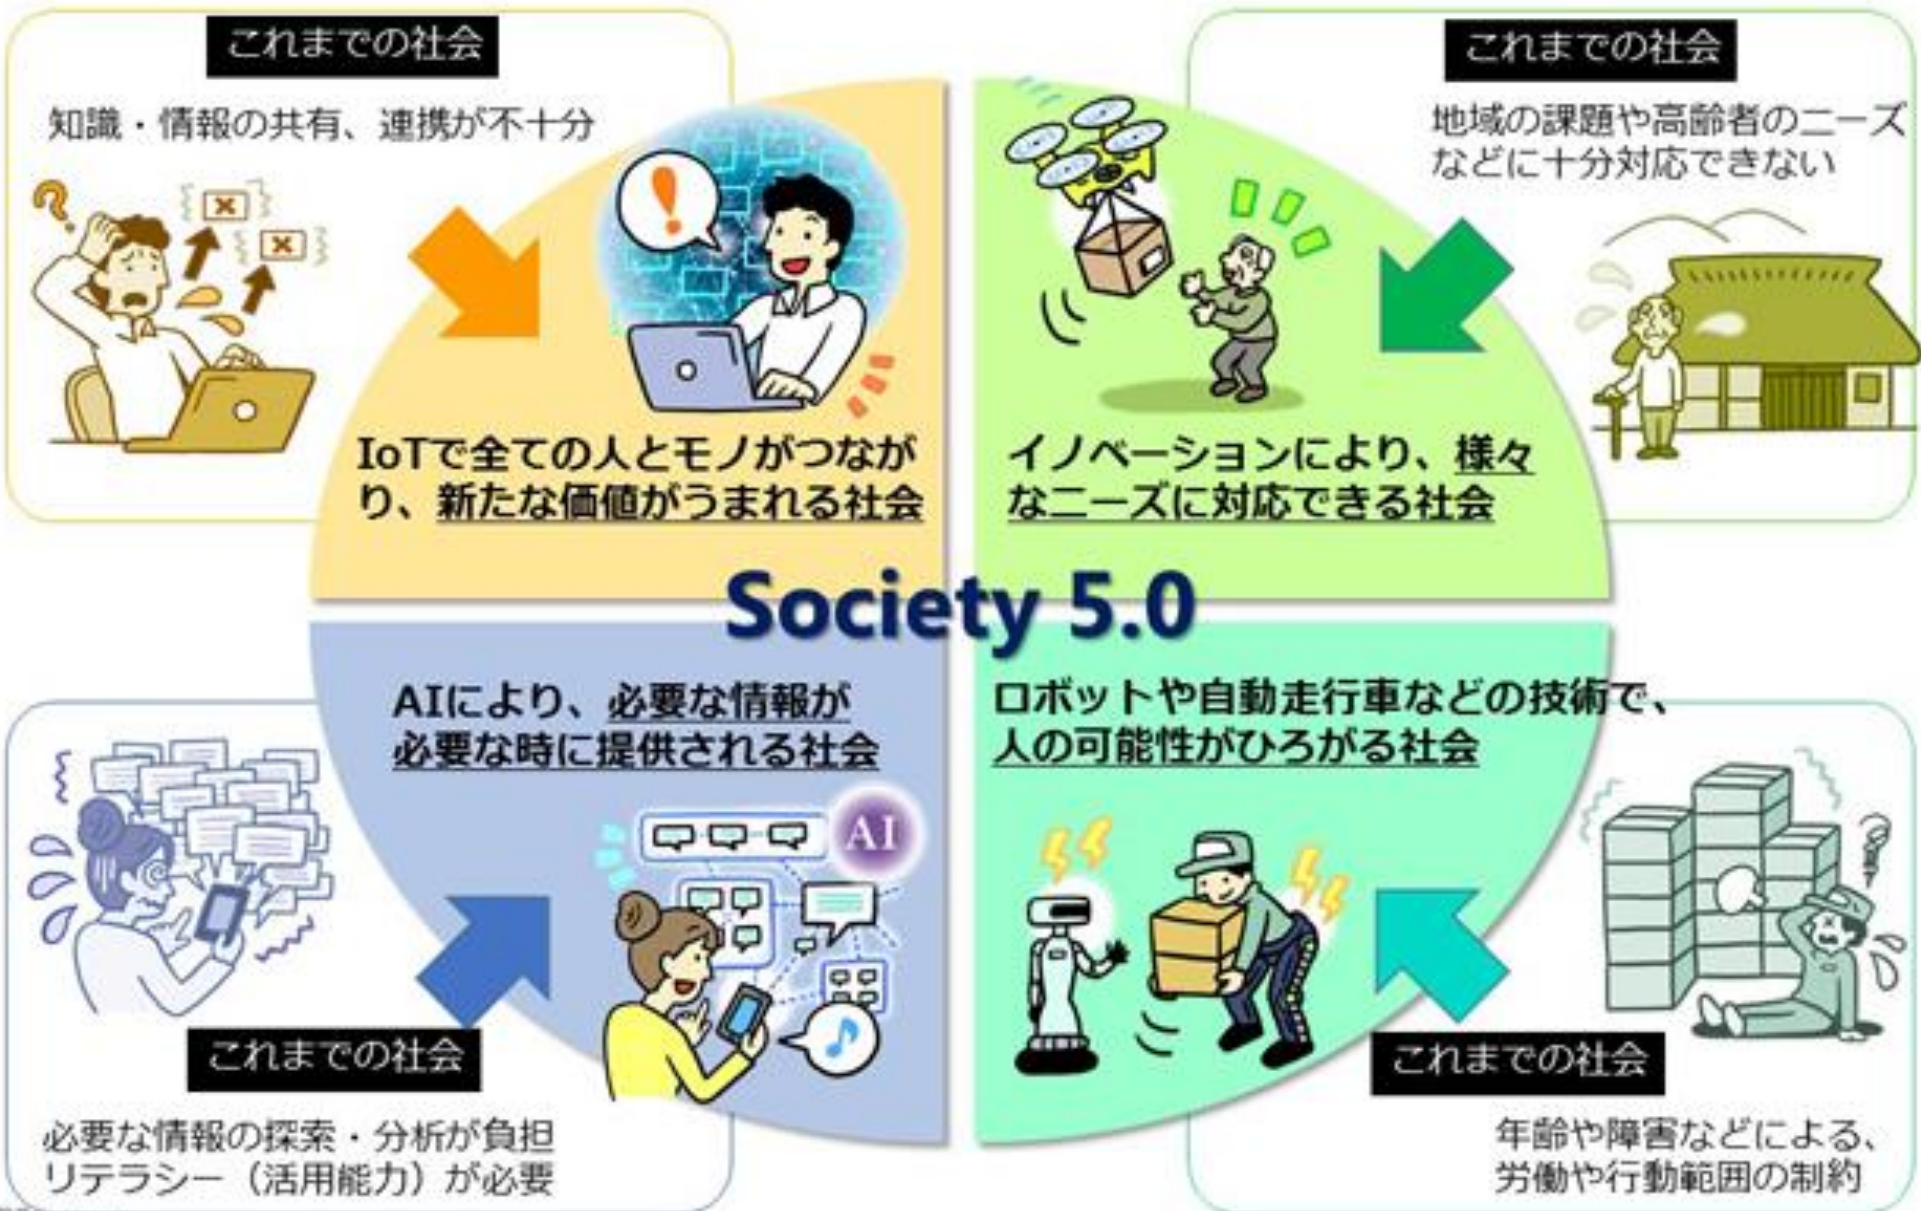 これまでの社会
知識・情報の共有、連携が不十分
IoTで全ての人とモノがつなが
り、新たな価値がうまれる社会
これまでの社会
地域の課題や高齢者のニーズ
などに十分対応できない
イノベーションにより、様々
なニーズに対応できる社会
Society 5.0
AIにより、必要な情報が
必要な時に提供される社会
AI
これまでの社会
必要な情報の探索・分析が負担
リテラシー（活用能力）が必要
ロボットや自動走行車などの技術で、
人の可能性がひろがる社会
これまでの社会
年齢や障害などによる、
労働や行動範囲の制約